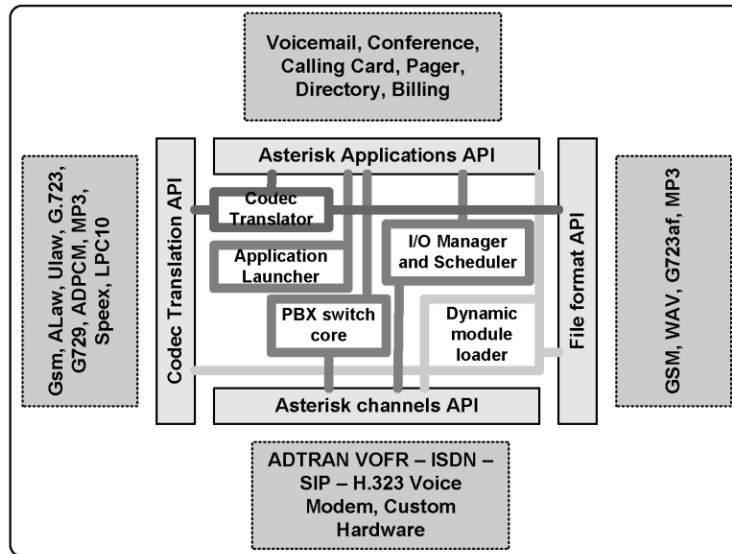 Voicemail, Conference,
Calling Card, Pager,
Directory, Billing
Asterisk Applications API
Gsm, ALaw, Ulaw, G.723,
G729, ADPCM, MP3,
Speex, LPC10
Codec Translation API
Codec
Translator
Application
Launcher
I/O Manager
and Scheduler
PBX switch
core
Dynamic
module
loader
File format API
GSM, WAV, G723af, MP3
Asterisk channels API
ADTRAN VOFR – ISDN –
SIP – H.323 Voice
Modem, Custom
Hardware